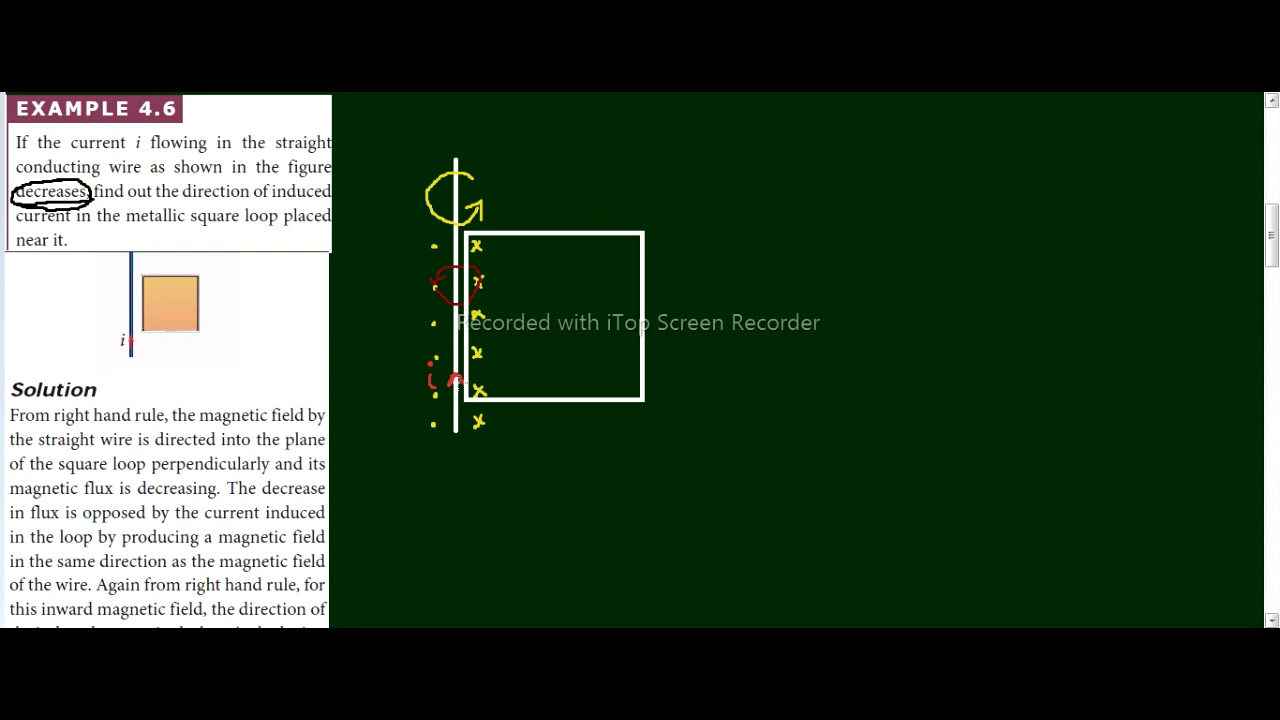 EXAMPLE 4.6
If the current i flowing in the straight
conducting wire as shown in the figure
decreases, find out the direction of induced
current in the metallic square loop placed
near it.
i
Solution
From right hand rule, the magnetic field by
the straight wire is directed into the plane
of the square loop perpendicularly and its
magnetic flux is decreasing. The decrease
in flux is opposed by the current induced
in the loop by producing a magnetic field
in the same direction as the magnetic field
of the wire. Again from right hand rule, for
this inward magnetic field, the direction of
x
x
x
x
x
x
i
Recorded with iTop Screen Recorder